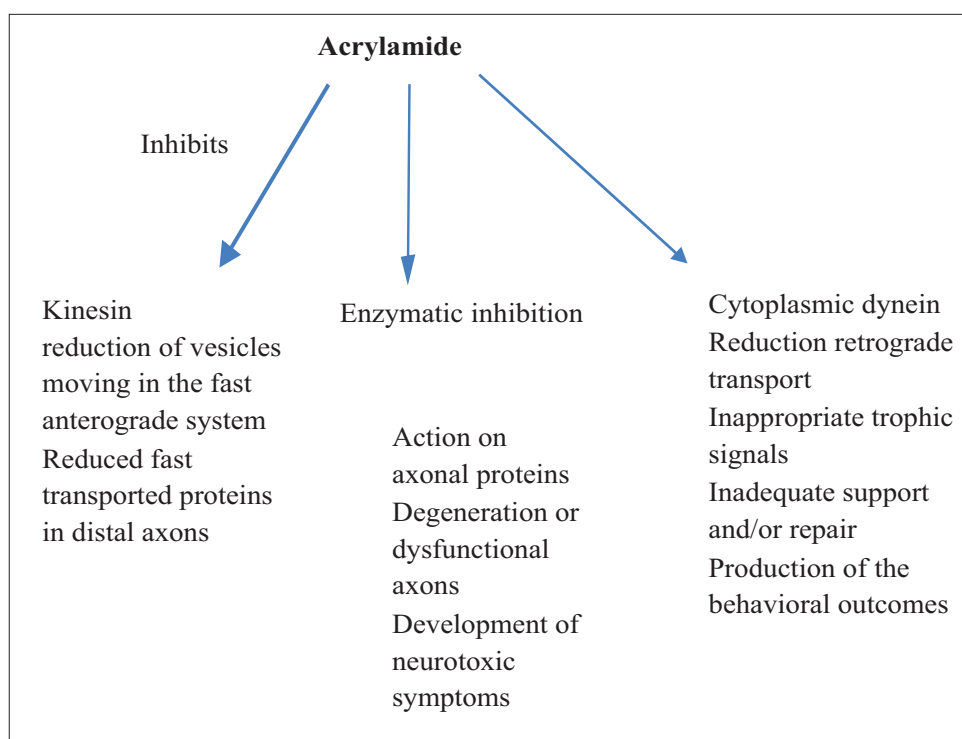 Acrylamide
Inhibits
Kinesin
reduction of vesicles
moving in the fast
anterograde system
Reduced fast
transported proteins
in distal axons
Enzymatic inhibition
Action on
axonal proteins
Degeneration or
dysfunctional
axons
Development of
neurotoxic
symptoms
Cytoplasmic dynein
Reduction retrograde
transport
Inappropriate trophic
signals
Inadequate support
and/or repair
Production of the
behavioral outcomes